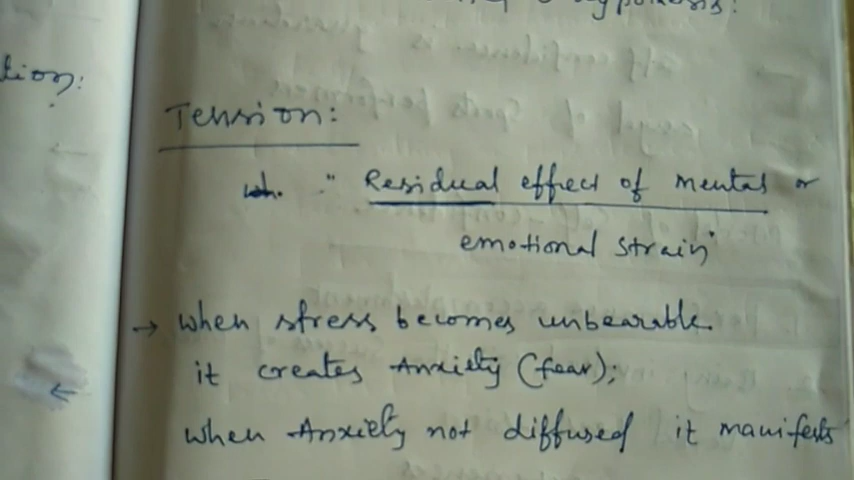 tion:
Tension:
" Residual effect of mental or
emotional strain"
→ When stress becomes unbearable.
it creates Anxiety (fear);
when Anxiety not diffused it manifests